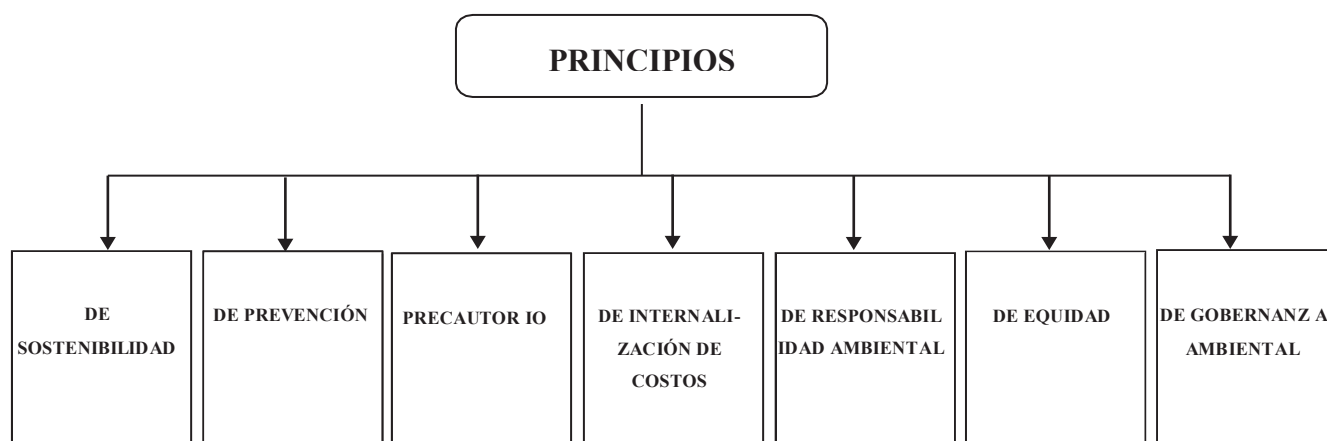 PRINCIPIOS
DE
SOSTENIBILIDAD
DE PREVENCIÓN
PRECAUTOR IO
DE INTERNALI-
ZACIÓN DE
COSTOS
DE RESPONSABIL
IDAD AMBIENTAL
DE EQUIDAD
DE GOBERNANZ A
AMBIENTAL